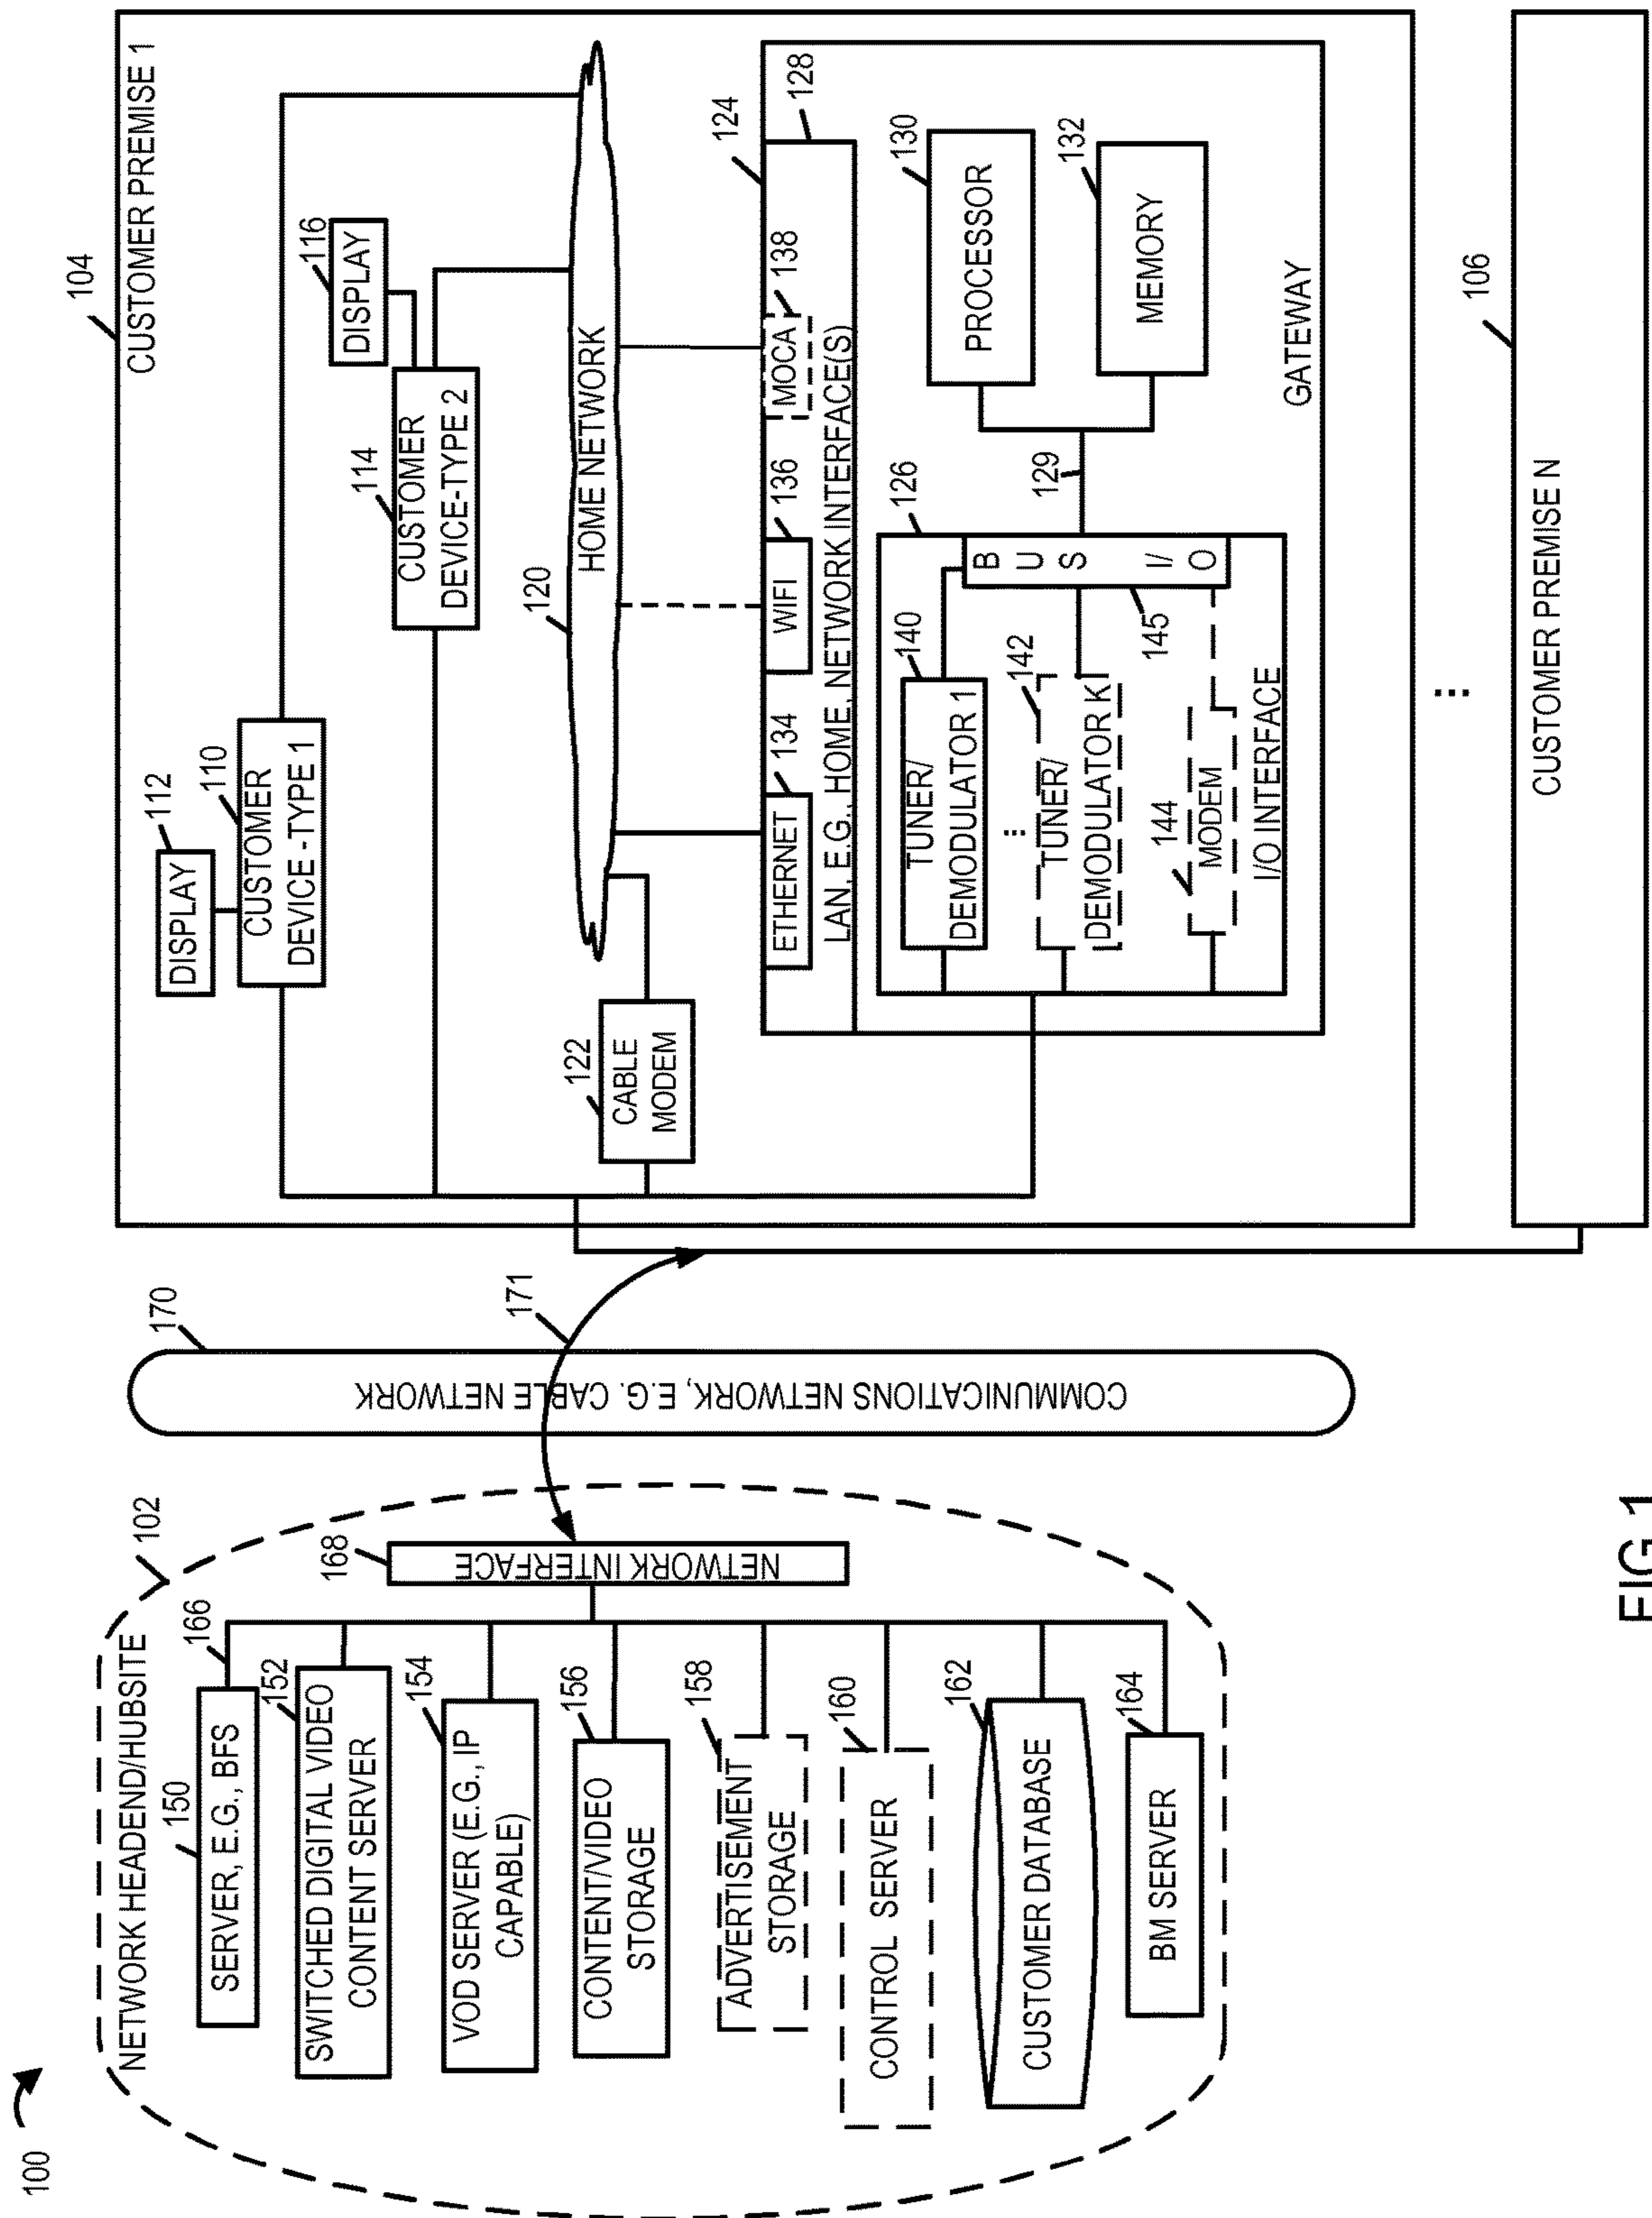 100
NETWORK HEADEND/HUBSITE
102
150
SERVER, E.G., BFS
166
152
SWITCHED DIGITAL VIDEO
CONTENT SERVER
154
VOD SERVER (E.G., IP
CAPABLE)
156
CONTENT/VIDEO
STORAGE
158
ADVERTISEMENT
STORAGE
160
CONTROL SERVER
162
CUSTOMER DATABASE
164
BM SERVER
168
NETWORK INTERFACE
170
COMMUNICATIONS NETWORK, E.G. CABLE NETWORK
171
104
CUSTOMER PREMISE 1
112
DISPLAY
110
CUSTOMER
DEVICE -TYPE 1
116
DISPLAY
114
CUSTOMER
DEVICE-TYPE 2
120
HOME NETWORK
122
CABLE
MODEM
124
128
ETHERNET
134
WIFI
136
MOCA
138
LAN, E.G., HOME, NETWORK INTERFACE(S)
126
TUNER/
DEMODULATOR 1
140
⋮
TUNER/
DEMODULATOR K
142
144
MODEM
145
BUS I/O
I/O INTERFACE
129
130
PROCESSOR
132
MEMORY
GATEWAY
⋮
106
CUSTOMER PREMISE N
FIG 1